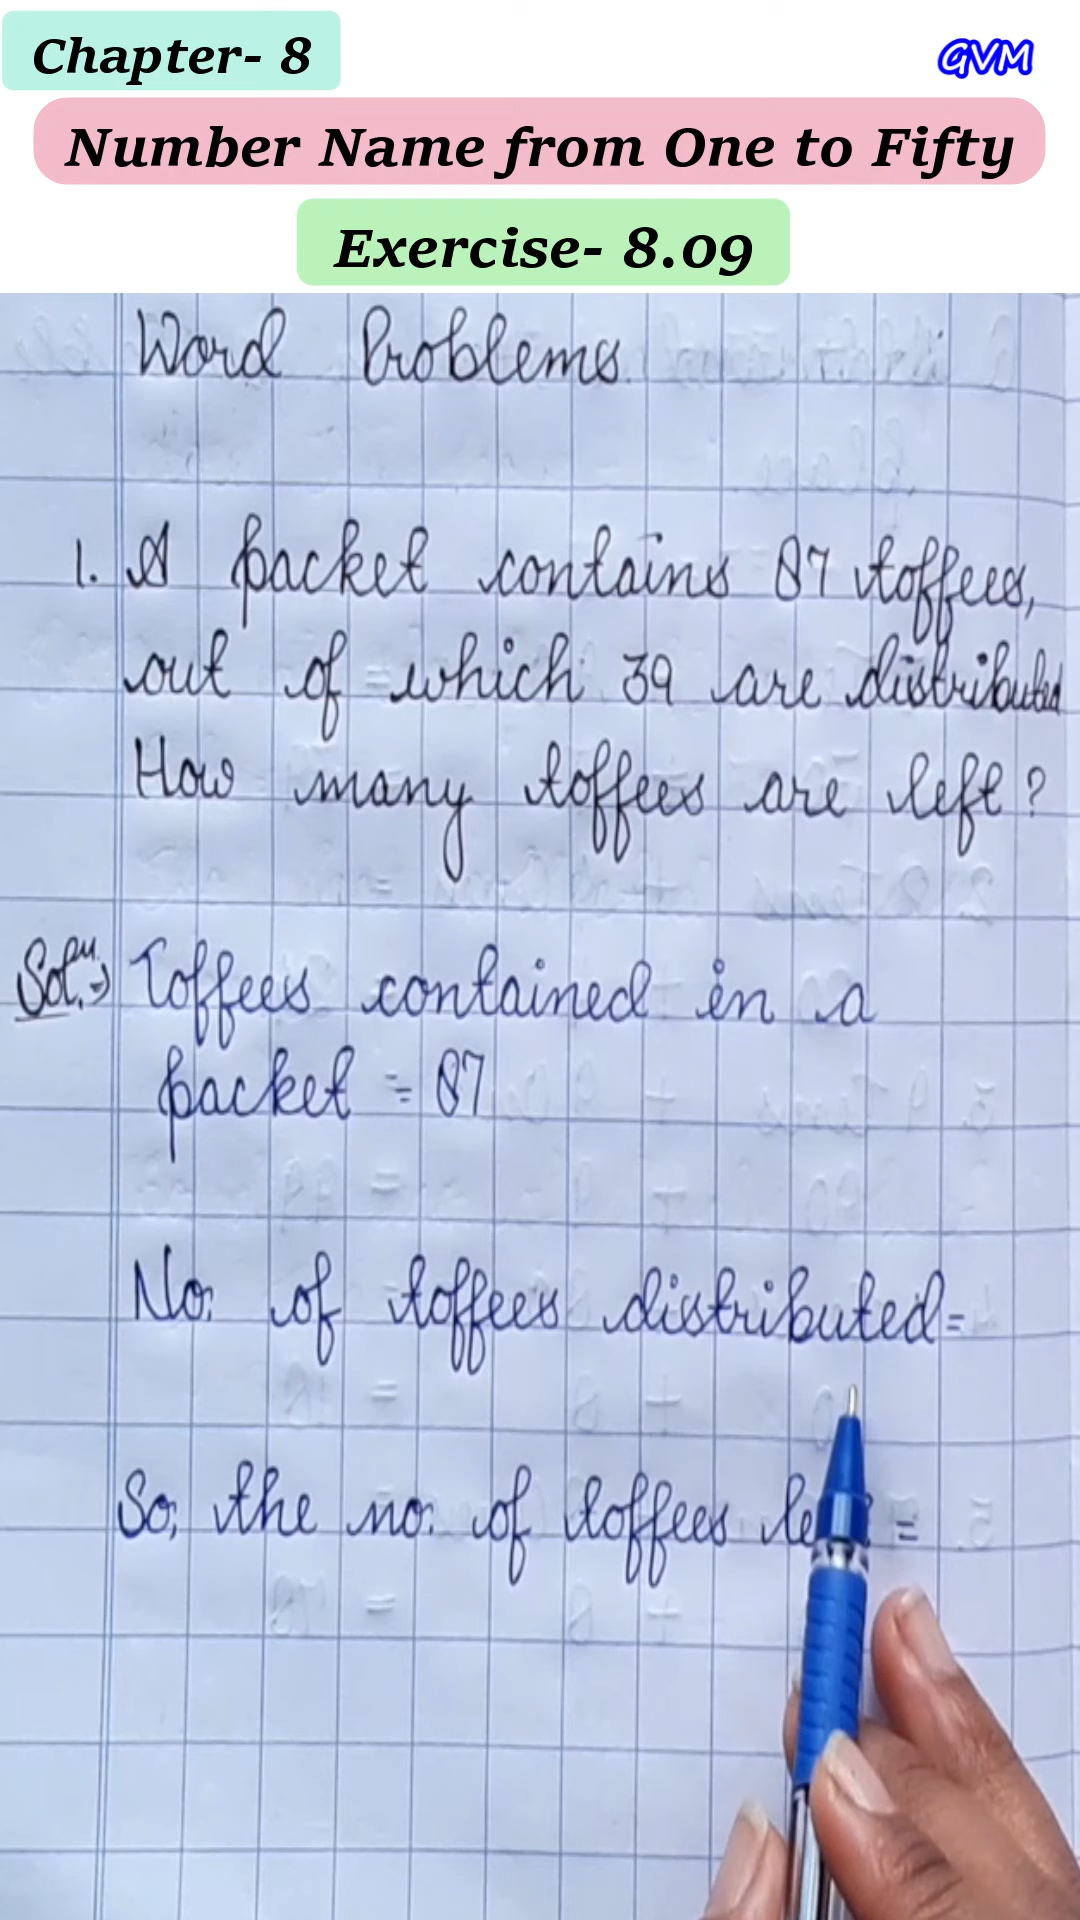 Chapter- 8
GVM
Number Name from One to Fifty
Exercise- 8.09
Word Problems
1. A packet contains 87 toffees,
out of which 39 are distributed
How many toffees are left?
Solⁿ.⇒ Toffees contained in a
packet = 87
No. of toffees distributed=
So, the no. of toffees =